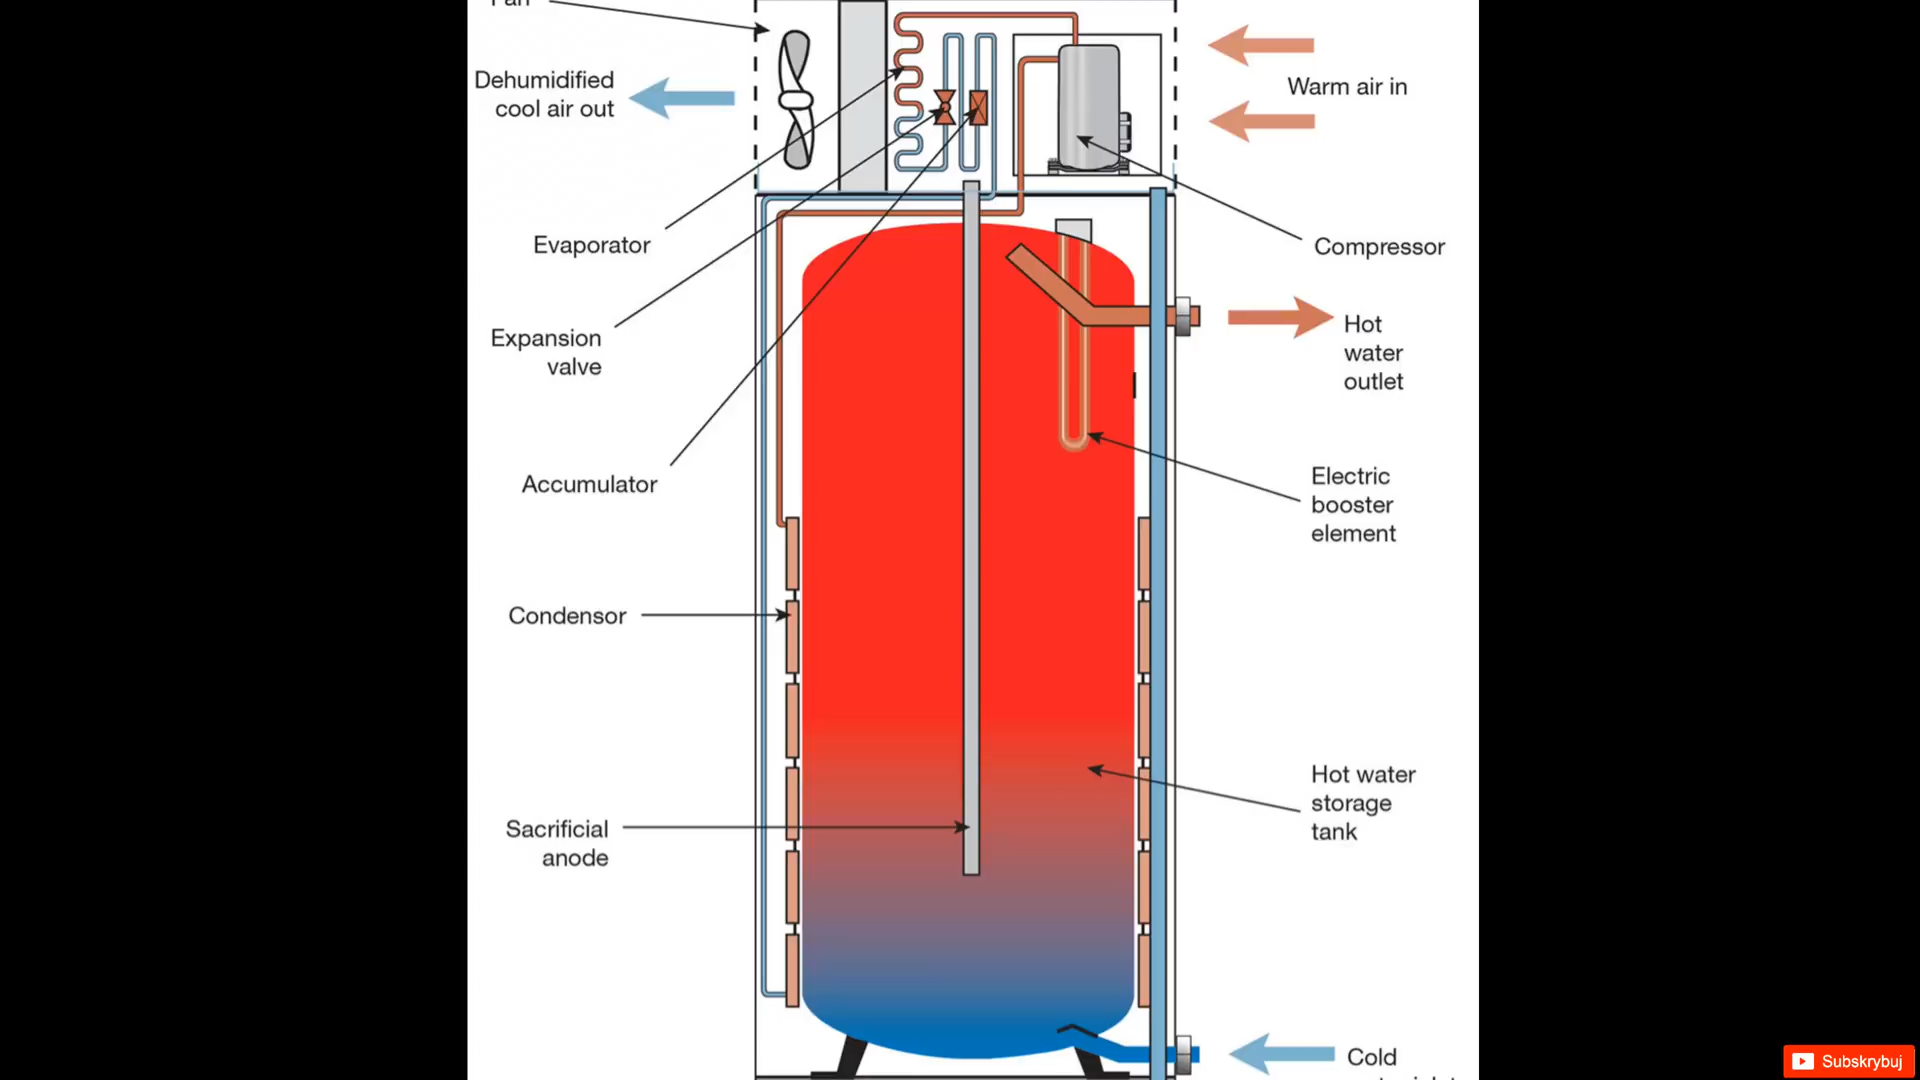 Fan
Dehumidified
cool air out
Warm air in
Evaporator
Compressor
Expansion
valve
Hot
water
outlet
Accumulator
Electric
booster
element
Condensor
Hot water
storage
tank
Sacrificial
anode
Cold
Subskrybuj